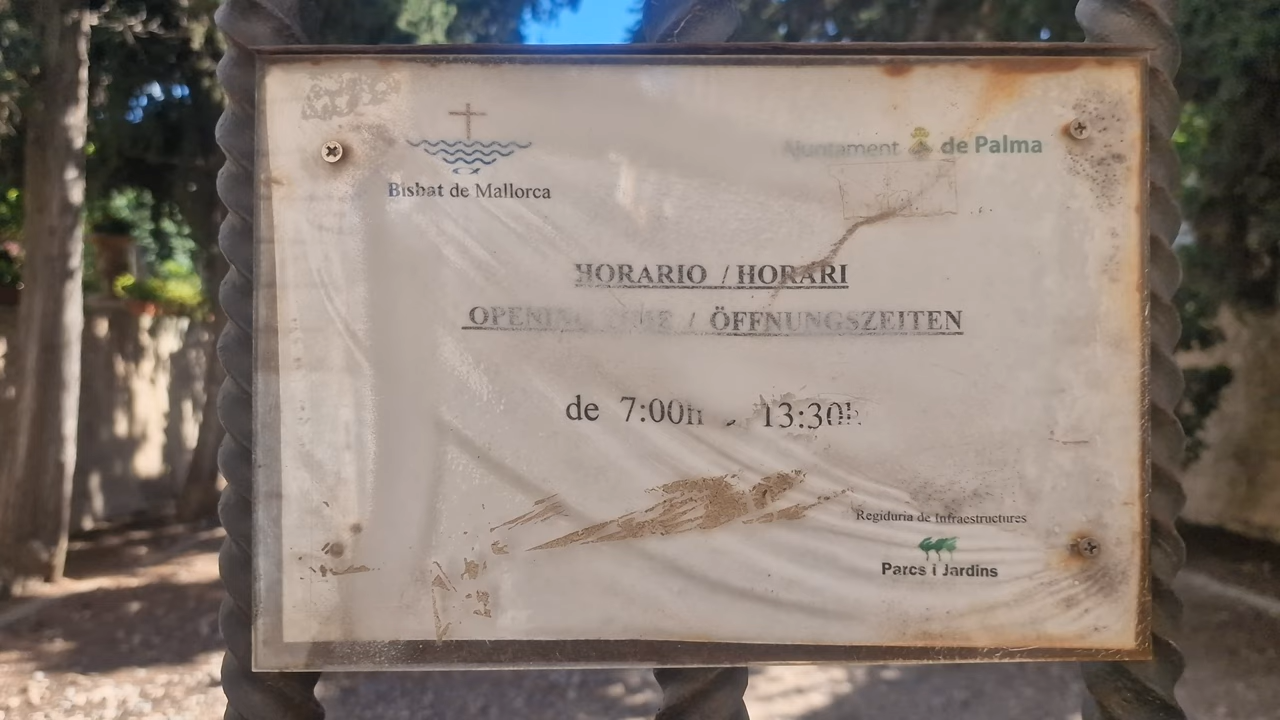 Bisbat de Mallorca
Ajuntament de Palma
HORARIO / HORARI
OPENING TIME / ÖFFNUNGSZEITEN
de 7:00h - 13:30h
Regiduria de Infraestructures
Parcs i Jardins